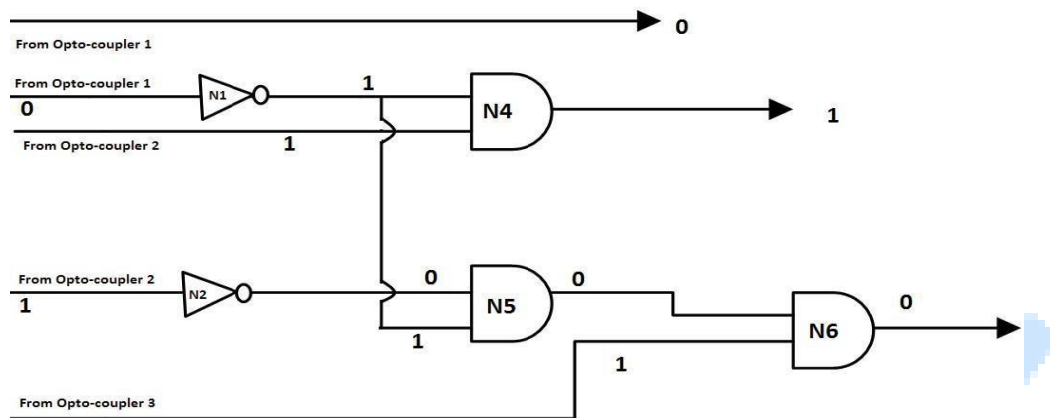 0
From Opto-coupler 1
From Opto-coupler 1
N1
1
0
N4
1
From Opto-coupler 2
1
From Opto-coupler 2
N2
1
0
N5
0
1
N6
0
1
From Opto-coupler 3